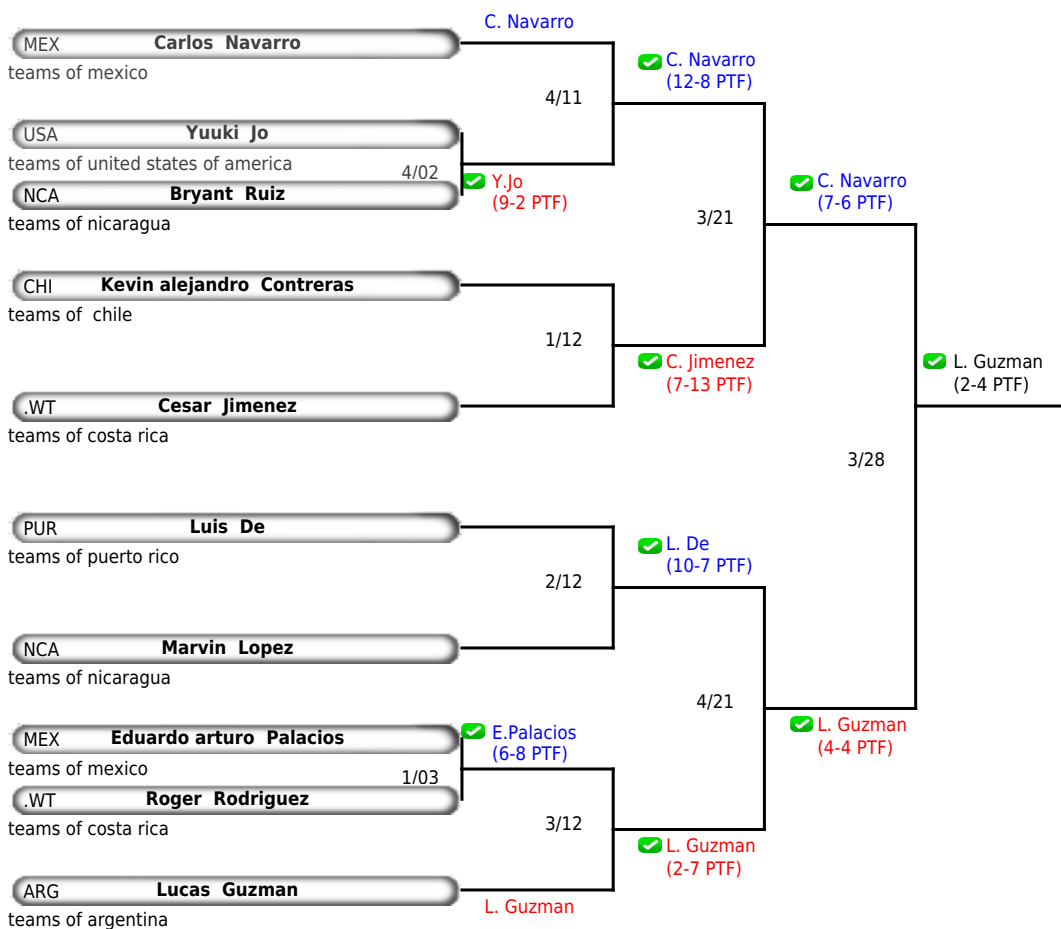 C. Navarro
MEX Carlos Navarro
teams of mexico
C. Navarro
(12-8 PTF)
4/11
USA Yuuki Jo
teams of united states of america
4/02
Y.Jo
(9-2 PTF)
NCA Bryant Ruiz
teams of nicaragua
C. Navarro
(7-6 PTF)
3/21
CHI Kevin alejandro Contreras
teams of chile
1/12
C. Jimenez
(7-13 PTF)
L. Guzman
(2-4 PTF)
.WT Cesar Jimenez
teams of costa rica
3/28
PUR Luis De
teams of puerto rico
L. De
(10-7 PTF)
2/12
NCA Marvin Lopez
teams of nicaragua
4/21
L. Guzman
(4-4 PTF)
MEX Eduardo arturo Palacios
teams of mexico
E.Palacios
(6-8 PTF)
1/03
.WT Roger Rodriguez
teams of costa rica
3/12
L. Guzman
(2-7 PTF)
ARG Lucas Guzman
teams of argentina
L. Guzman